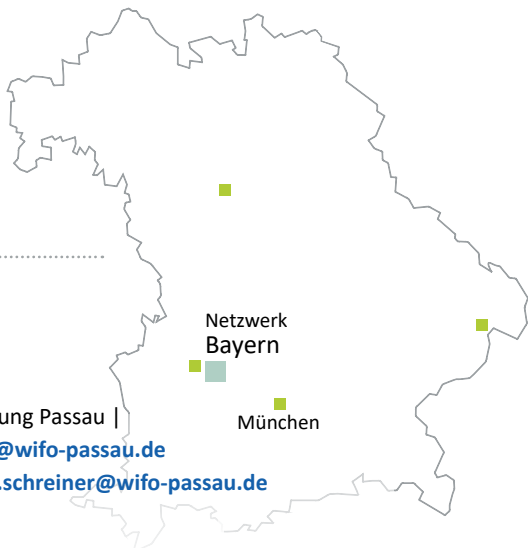 Netzwerk
Bayern
München
ung Passau |
@wifo-passau.de
.schreiner@wifo-passau.de